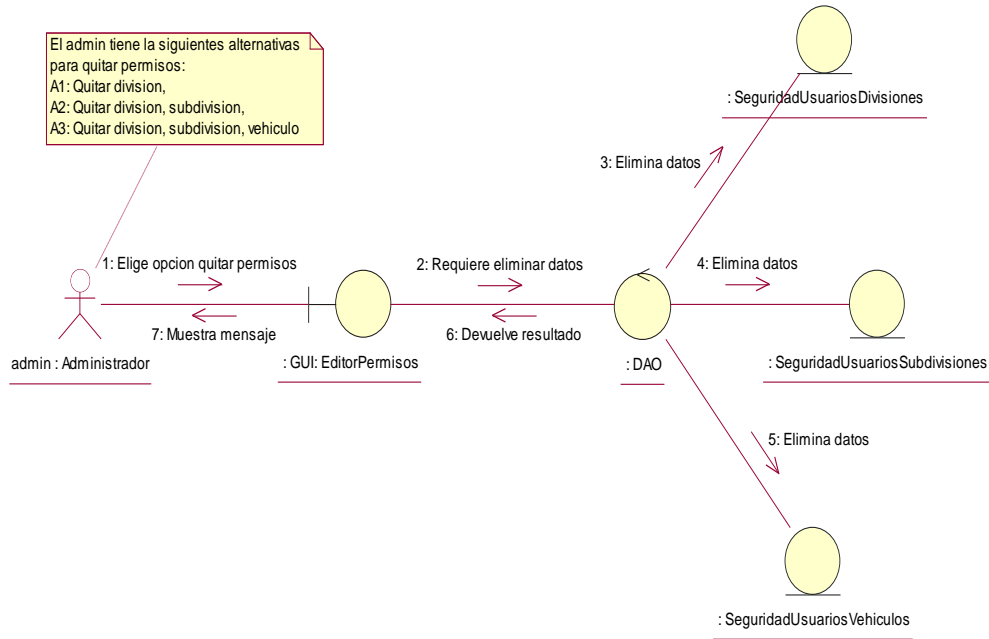 El admin tiene la siguientes alternativas
para quitar permisos:
A1: Quitar division,
A2: Quitar division, subdivision,
A3: Quitar division, subdivision, vehiculo
: SeguridadUsuariosDivisiones
3: Elimina datos
1: Elige opcion quitar permisos
2: Requiere eliminar datos
4: Elimina datos
7: Muestra mensaje
6: Devuelve resultado
admin : Administrador
: GUI: EditorPermisos
: DAO
: SeguridadUsuariosSubdivisiones
5: Elimina datos
: SeguridadUsuariosVehiculos